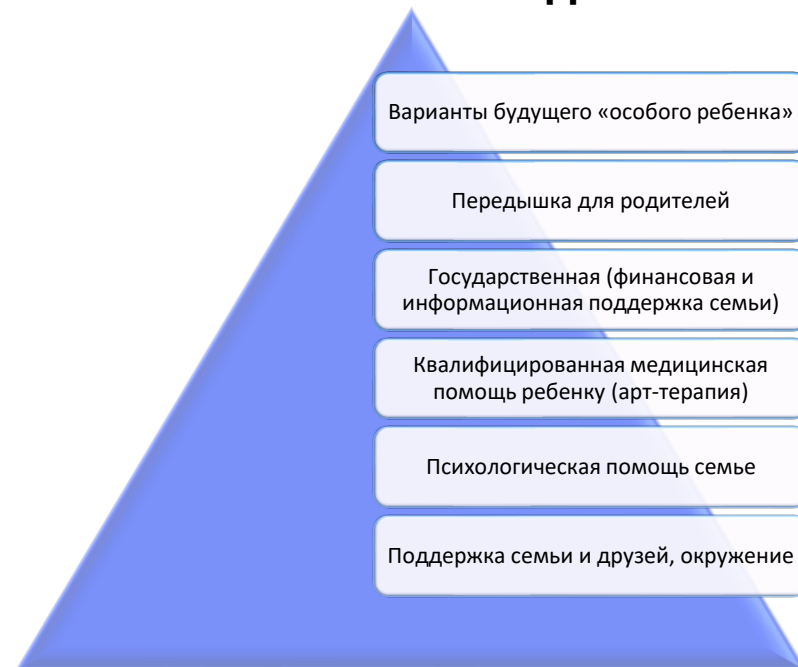 Варианты будущего «особого ребенка»
Передышка для родителей
Государственная (финансовая и
информационная поддержка семьи)
Квалифицированная медицинская
помощь ребенку (арт-терапия)
Психологическая помощь семье
Поддержка семьи и друзей, окружение